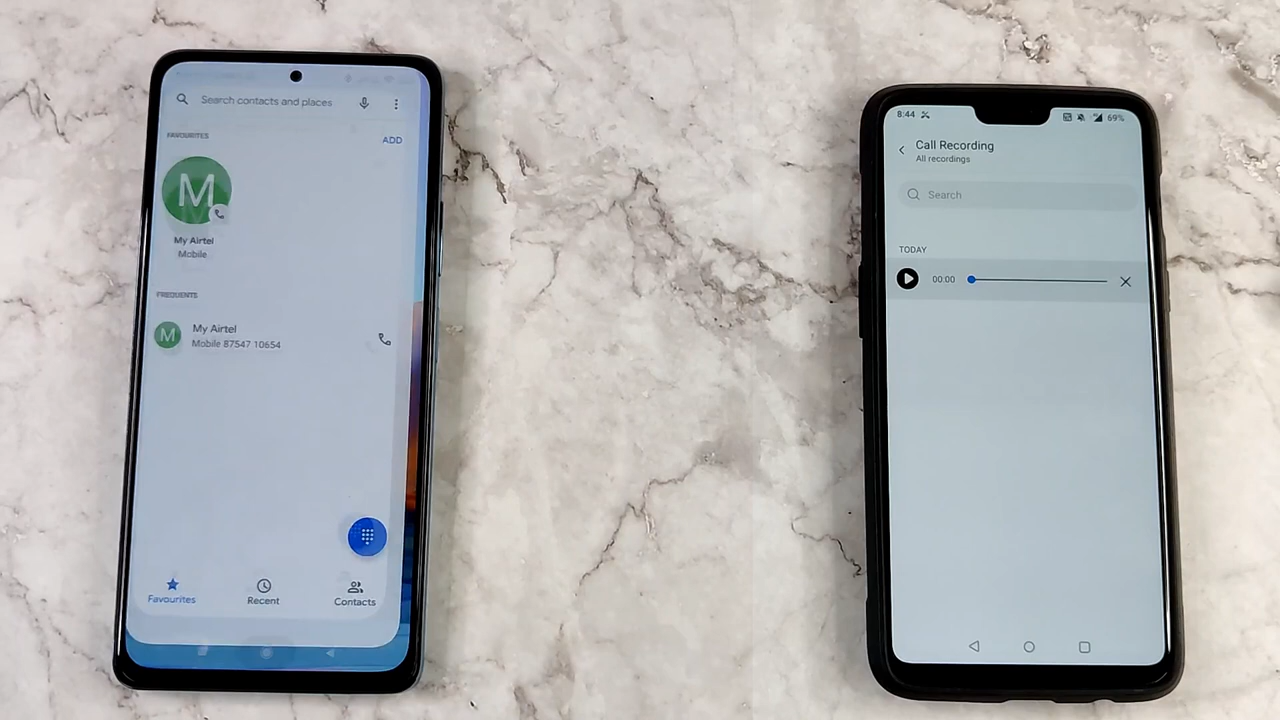 Search contacts and places
FAVOURITES
ADD
M
My Airtel
Mobile
FREQUENTS
M
My Airtel
Mobile 87547 10654
Favourites
Recent
Contacts
8:44
69%
Call Recording
All recordings
Search
TODAY
00:00